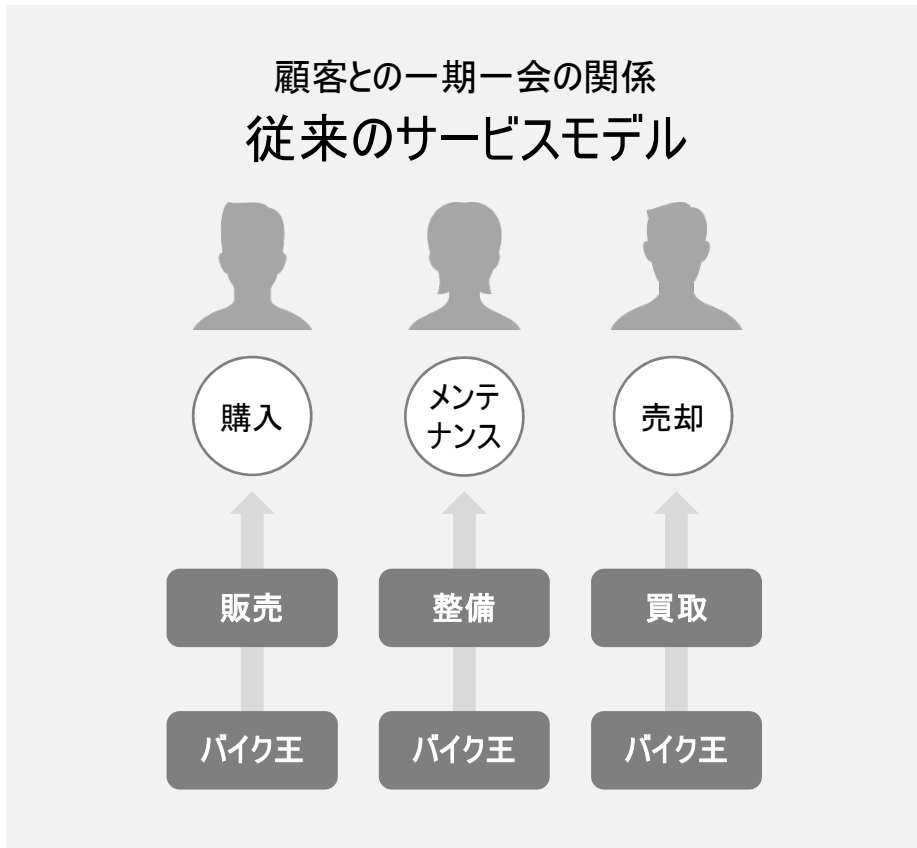 顧客との一期一会の関係
従来のサービスモデル
購入
メンテ
ナンス
売却
販売
整備
買取
バイク王
バイク王
バイク王